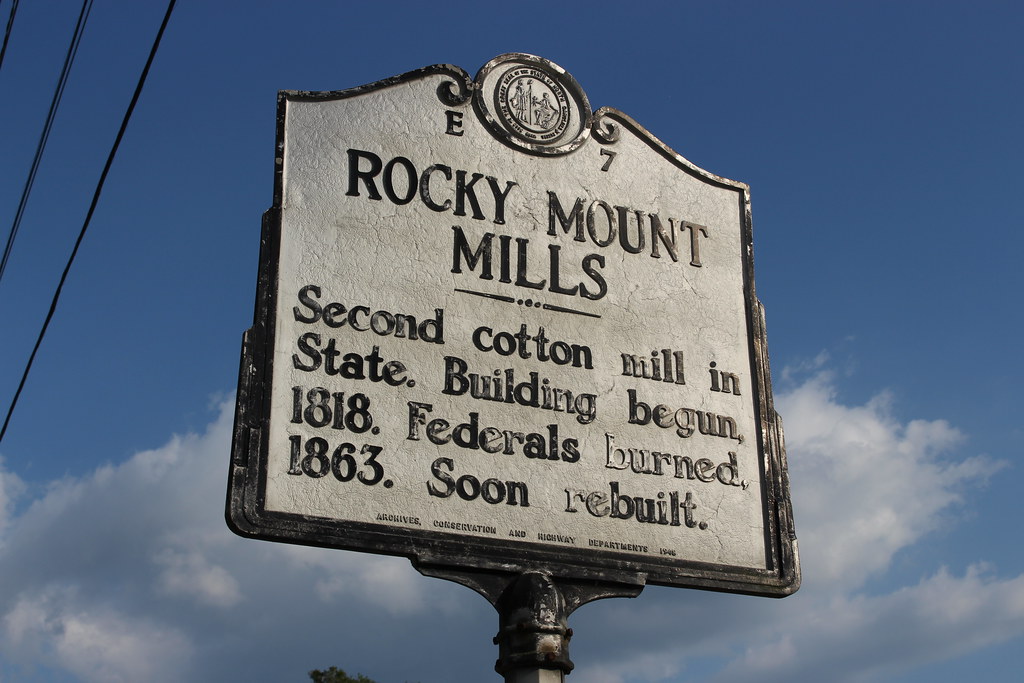 E 7
ROCKY MOUNT
MILLS
Second cotton mill in
State. Building begun,
1818. Federals burned,
1863. Soon rebuilt.
ARCHIVES, CONSERVATION AND HIGHWAY DEPARTMENTS